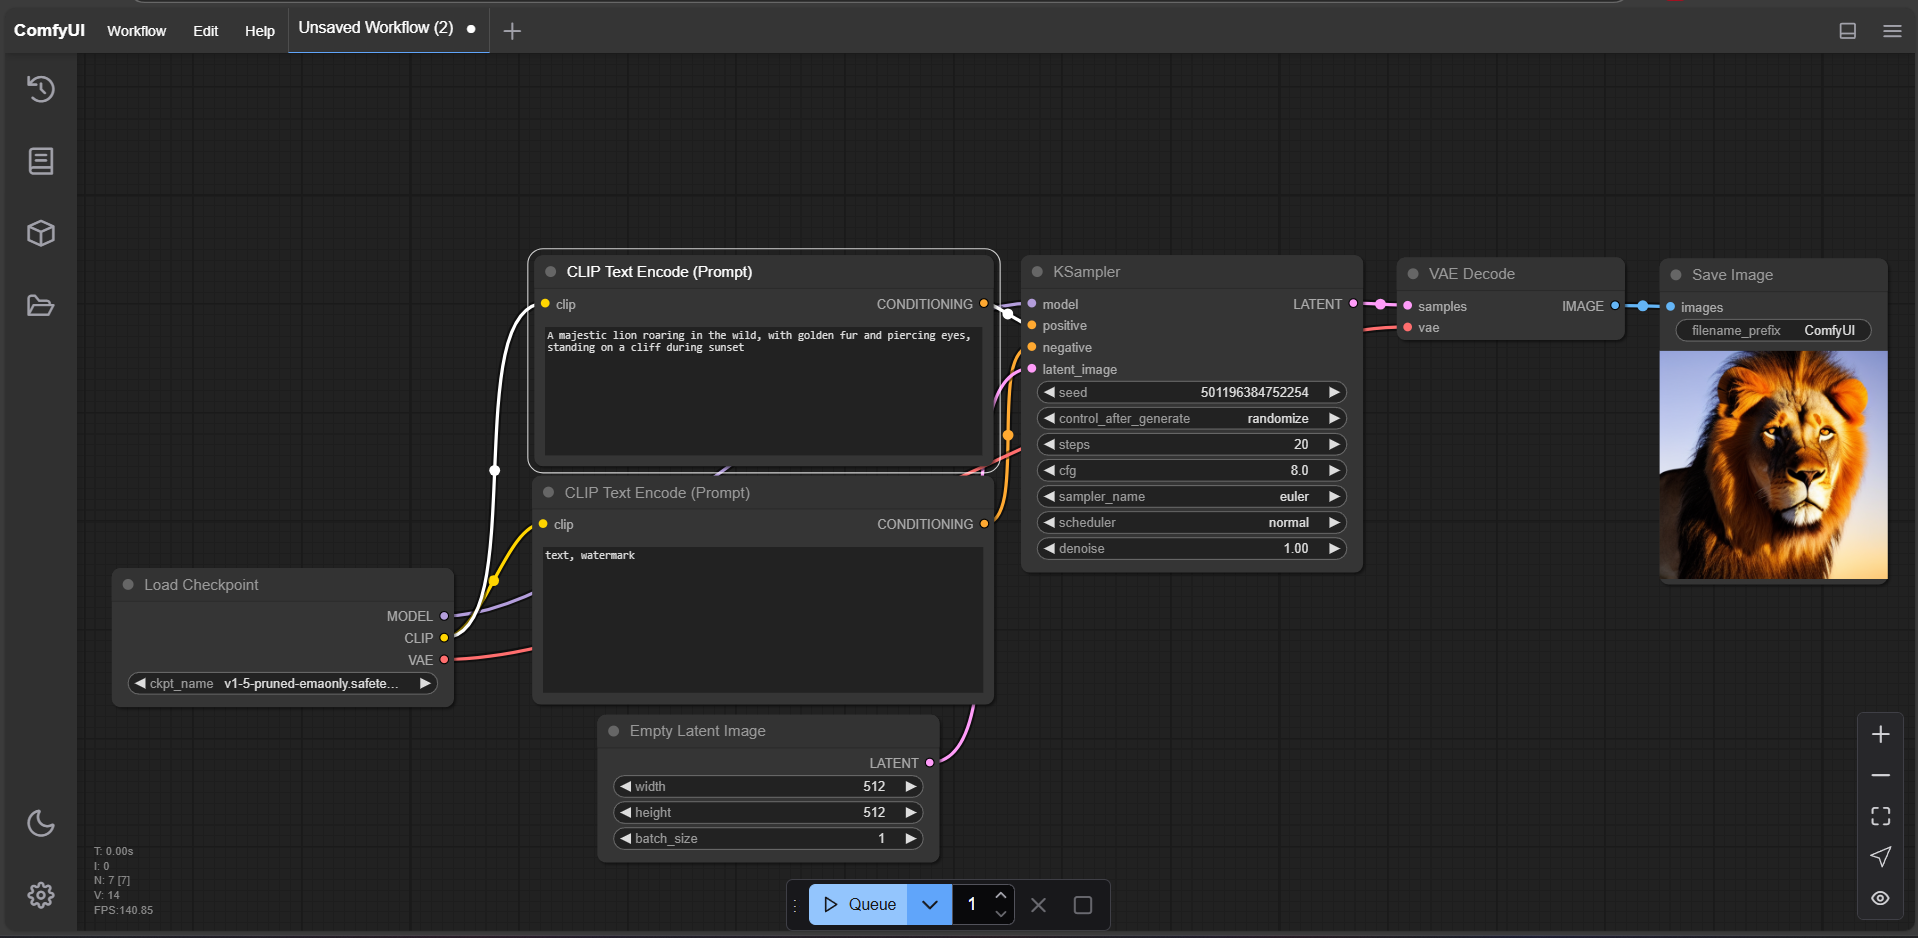 ComfyUI
Workflow
Edit
Help
Unsaved Workflow (2)
CLIP Text Encode (Prompt)
clip
CONDITIONING
A majestic lion roaring in the wild, with golden fur and piercing eyes,
standing on a cliff during sunset
CLIP Text Encode (Prompt)
clip
CONDITIONING
text, watermark
Load Checkpoint
MODEL
CLIP
VAE
ckpt_name v1-5-pruned-emaonly.safete...
Empty Latent Image
LATENT
width 512
height 512
batch_size 1
KSampler
model
LATENT
positive
negative
latent_image
seed 501196384752254
control_after_generate randomize
steps 20
cfg 8.0
sampler_name euler
scheduler normal
denoise 1.00
VAE Decode
samples
IMAGE
vae
Save Image
images
filename_prefix ComfyUI
T: 0.00s
I: 0
N: 7 [7]
V: 14
FPS:140.85
Queue
1